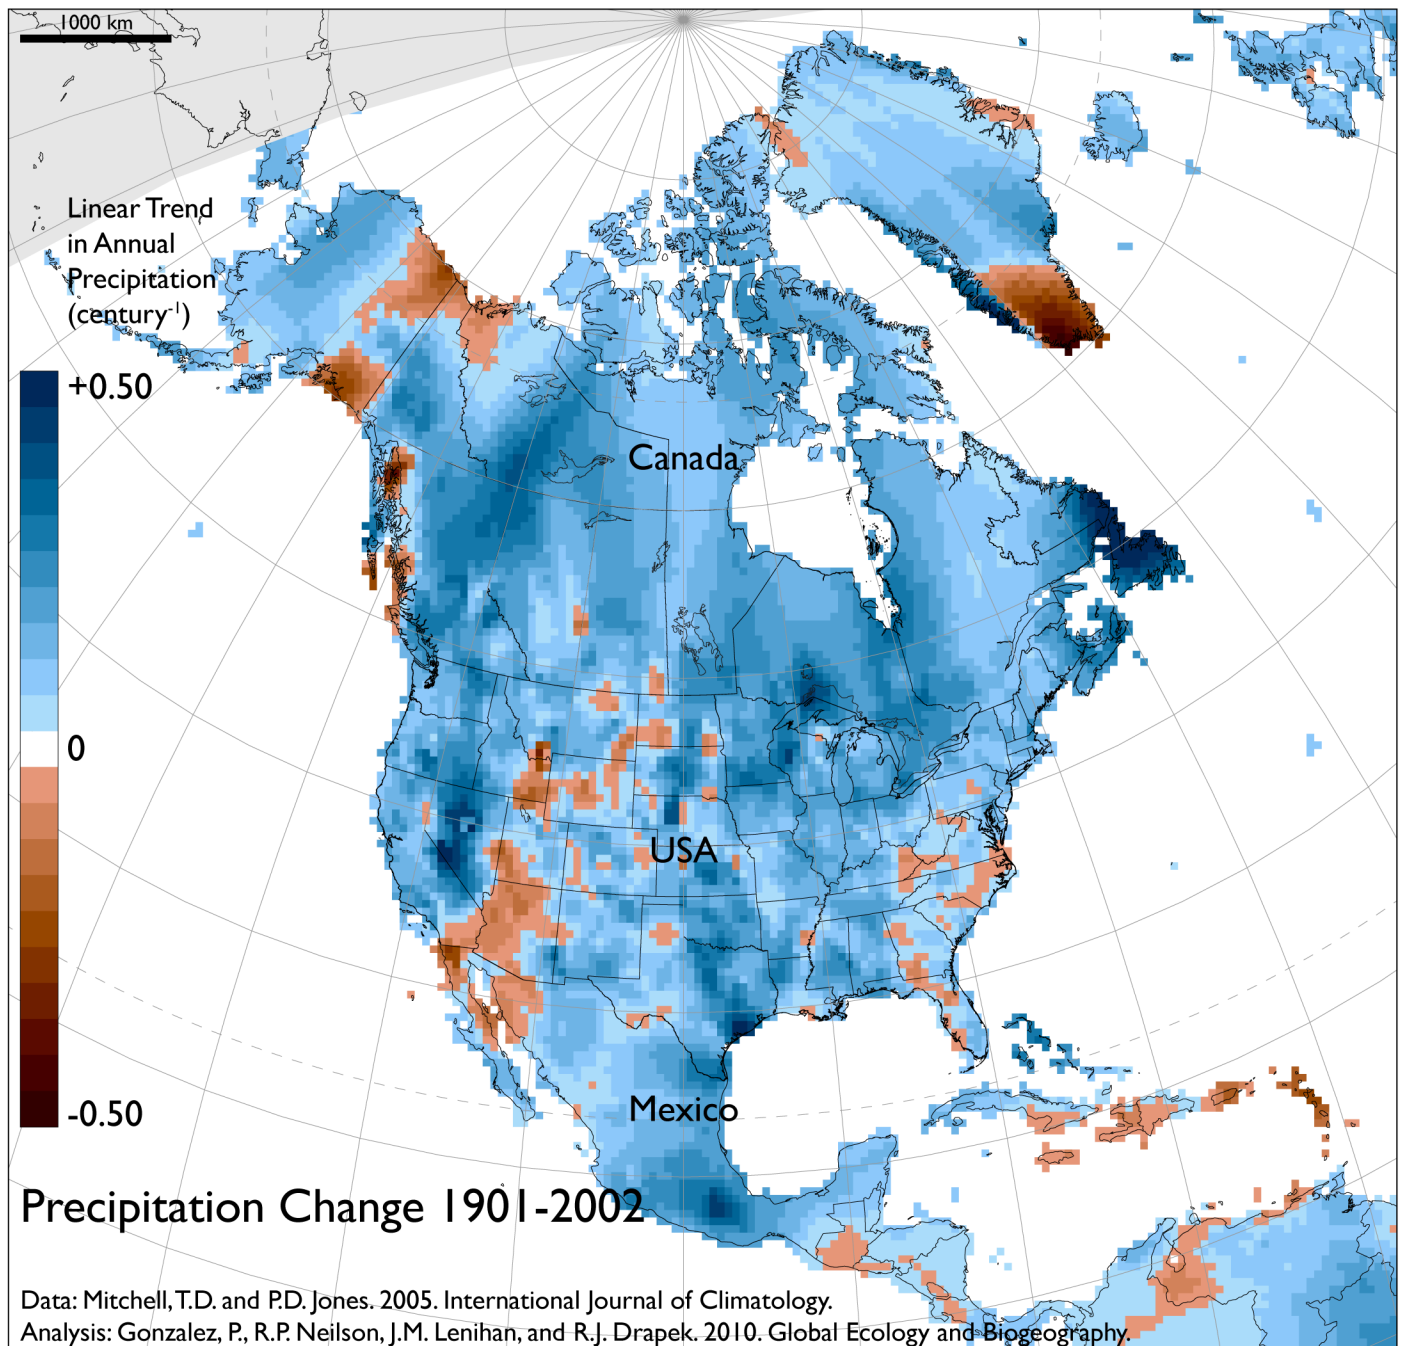 1000 km
Linear Trend
in Annual
Precipitation
(century-1)
+0.50
0
-0.50
Canada
USA
Mexico
Precipitation Change 1901-2002
Data: Mitchell, T.D. and P.D. Jones. 2005. International Journal of Climatology.
Analysis: Gonzalez, P., R.P. Neilson, J.M. Lenihan, and R.J. Drapek. 2010. Global Ecology and Biogeography.